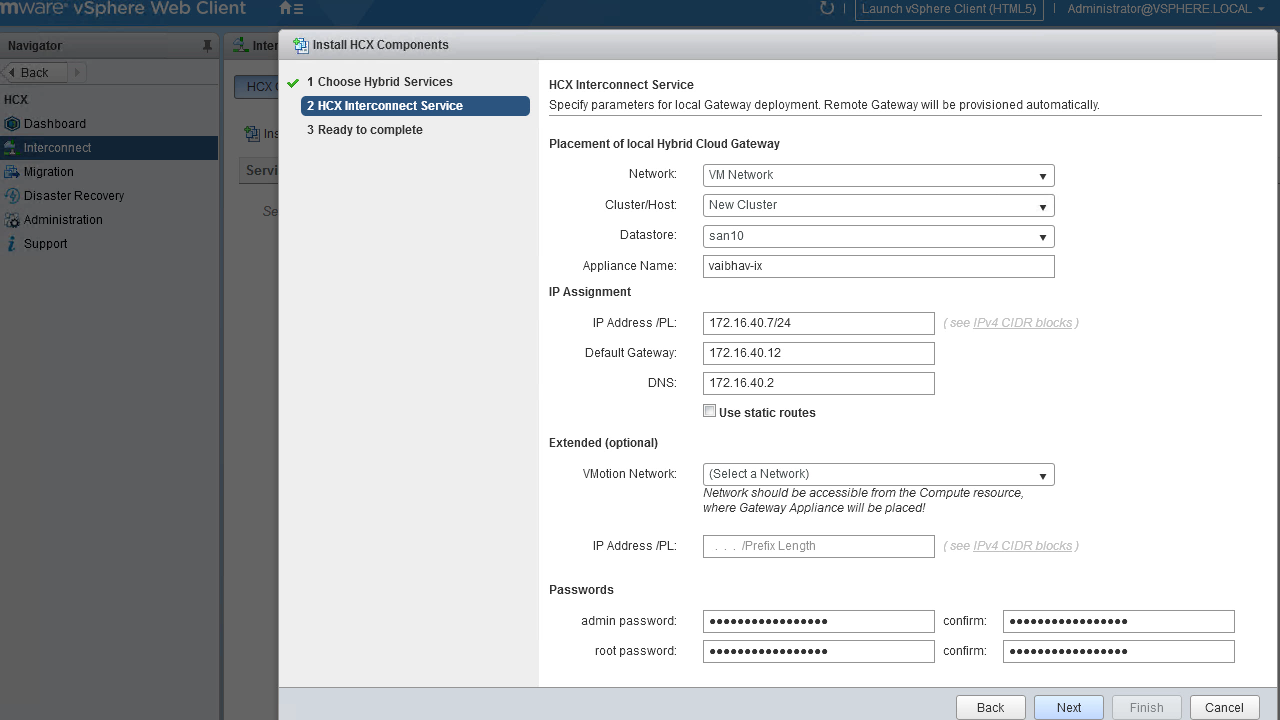 mware® vSphere Web Client
Launch vSphere Client (HTML5)
Administrator@VSPHERE.LOCAL
Navigator
Back
HCX
Dashboard
Interconnect
Migration
Disaster Recovery
Administration
Support
Install HCX Components
1 Choose Hybrid Services
2 HCX Interconnect Service
3 Ready to complete
HCX Interconnect Service
Specify parameters for local Gateway deployment. Remote Gateway will be provisioned automatically.
Placement of local Hybrid Cloud Gateway
Network: VM Network
Cluster/Host: New Cluster
Datastore: san10
Appliance Name: vaibhav-ix
IP Assignment
IP Address /PL: 172.16.40.7/24 ( see IPv4 CIDR blocks )
Default Gateway: 172.16.40.12
DNS: 172.16.40.2
Use static routes
Extended (optional)
VMotion Network: (Select a Network)
Network should be accessible from the Compute resource,
where Gateway Appliance will be placed!
IP Address /PL: . . . /Prefix Length ( see IPv4 CIDR blocks )
Passwords
admin password: ••••••••••••••••• confirm: •••••••••••••••••
root password: ••••••••••••••••• confirm: •••••••••••••••••
Back Next Finish Cancel